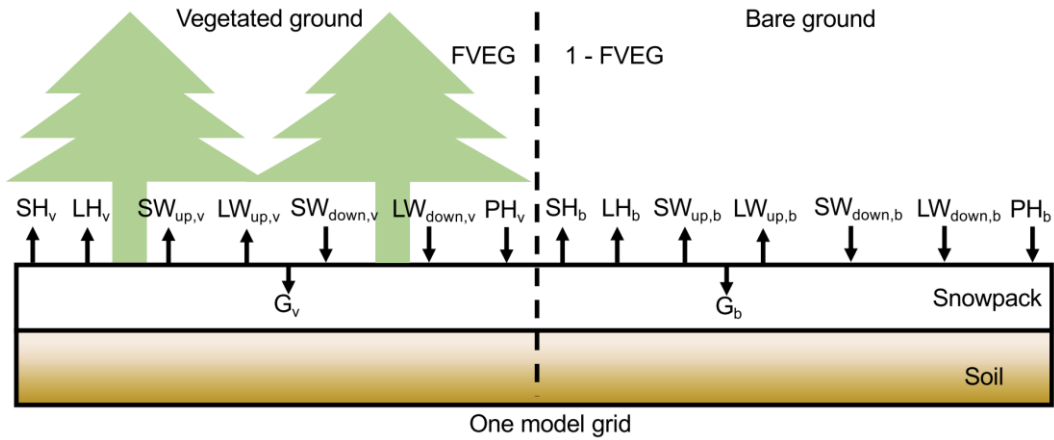 Vegetated ground
Bare ground
FVEG
1 - FVEG
SHv LHv SWup,v LWup,v SWdown,v LWdown,v PHv SHb LHb SWup,b LWup,b SWdown,b LWdown,b PHb
Gv
Gb
Snowpack
Soil
One model grid